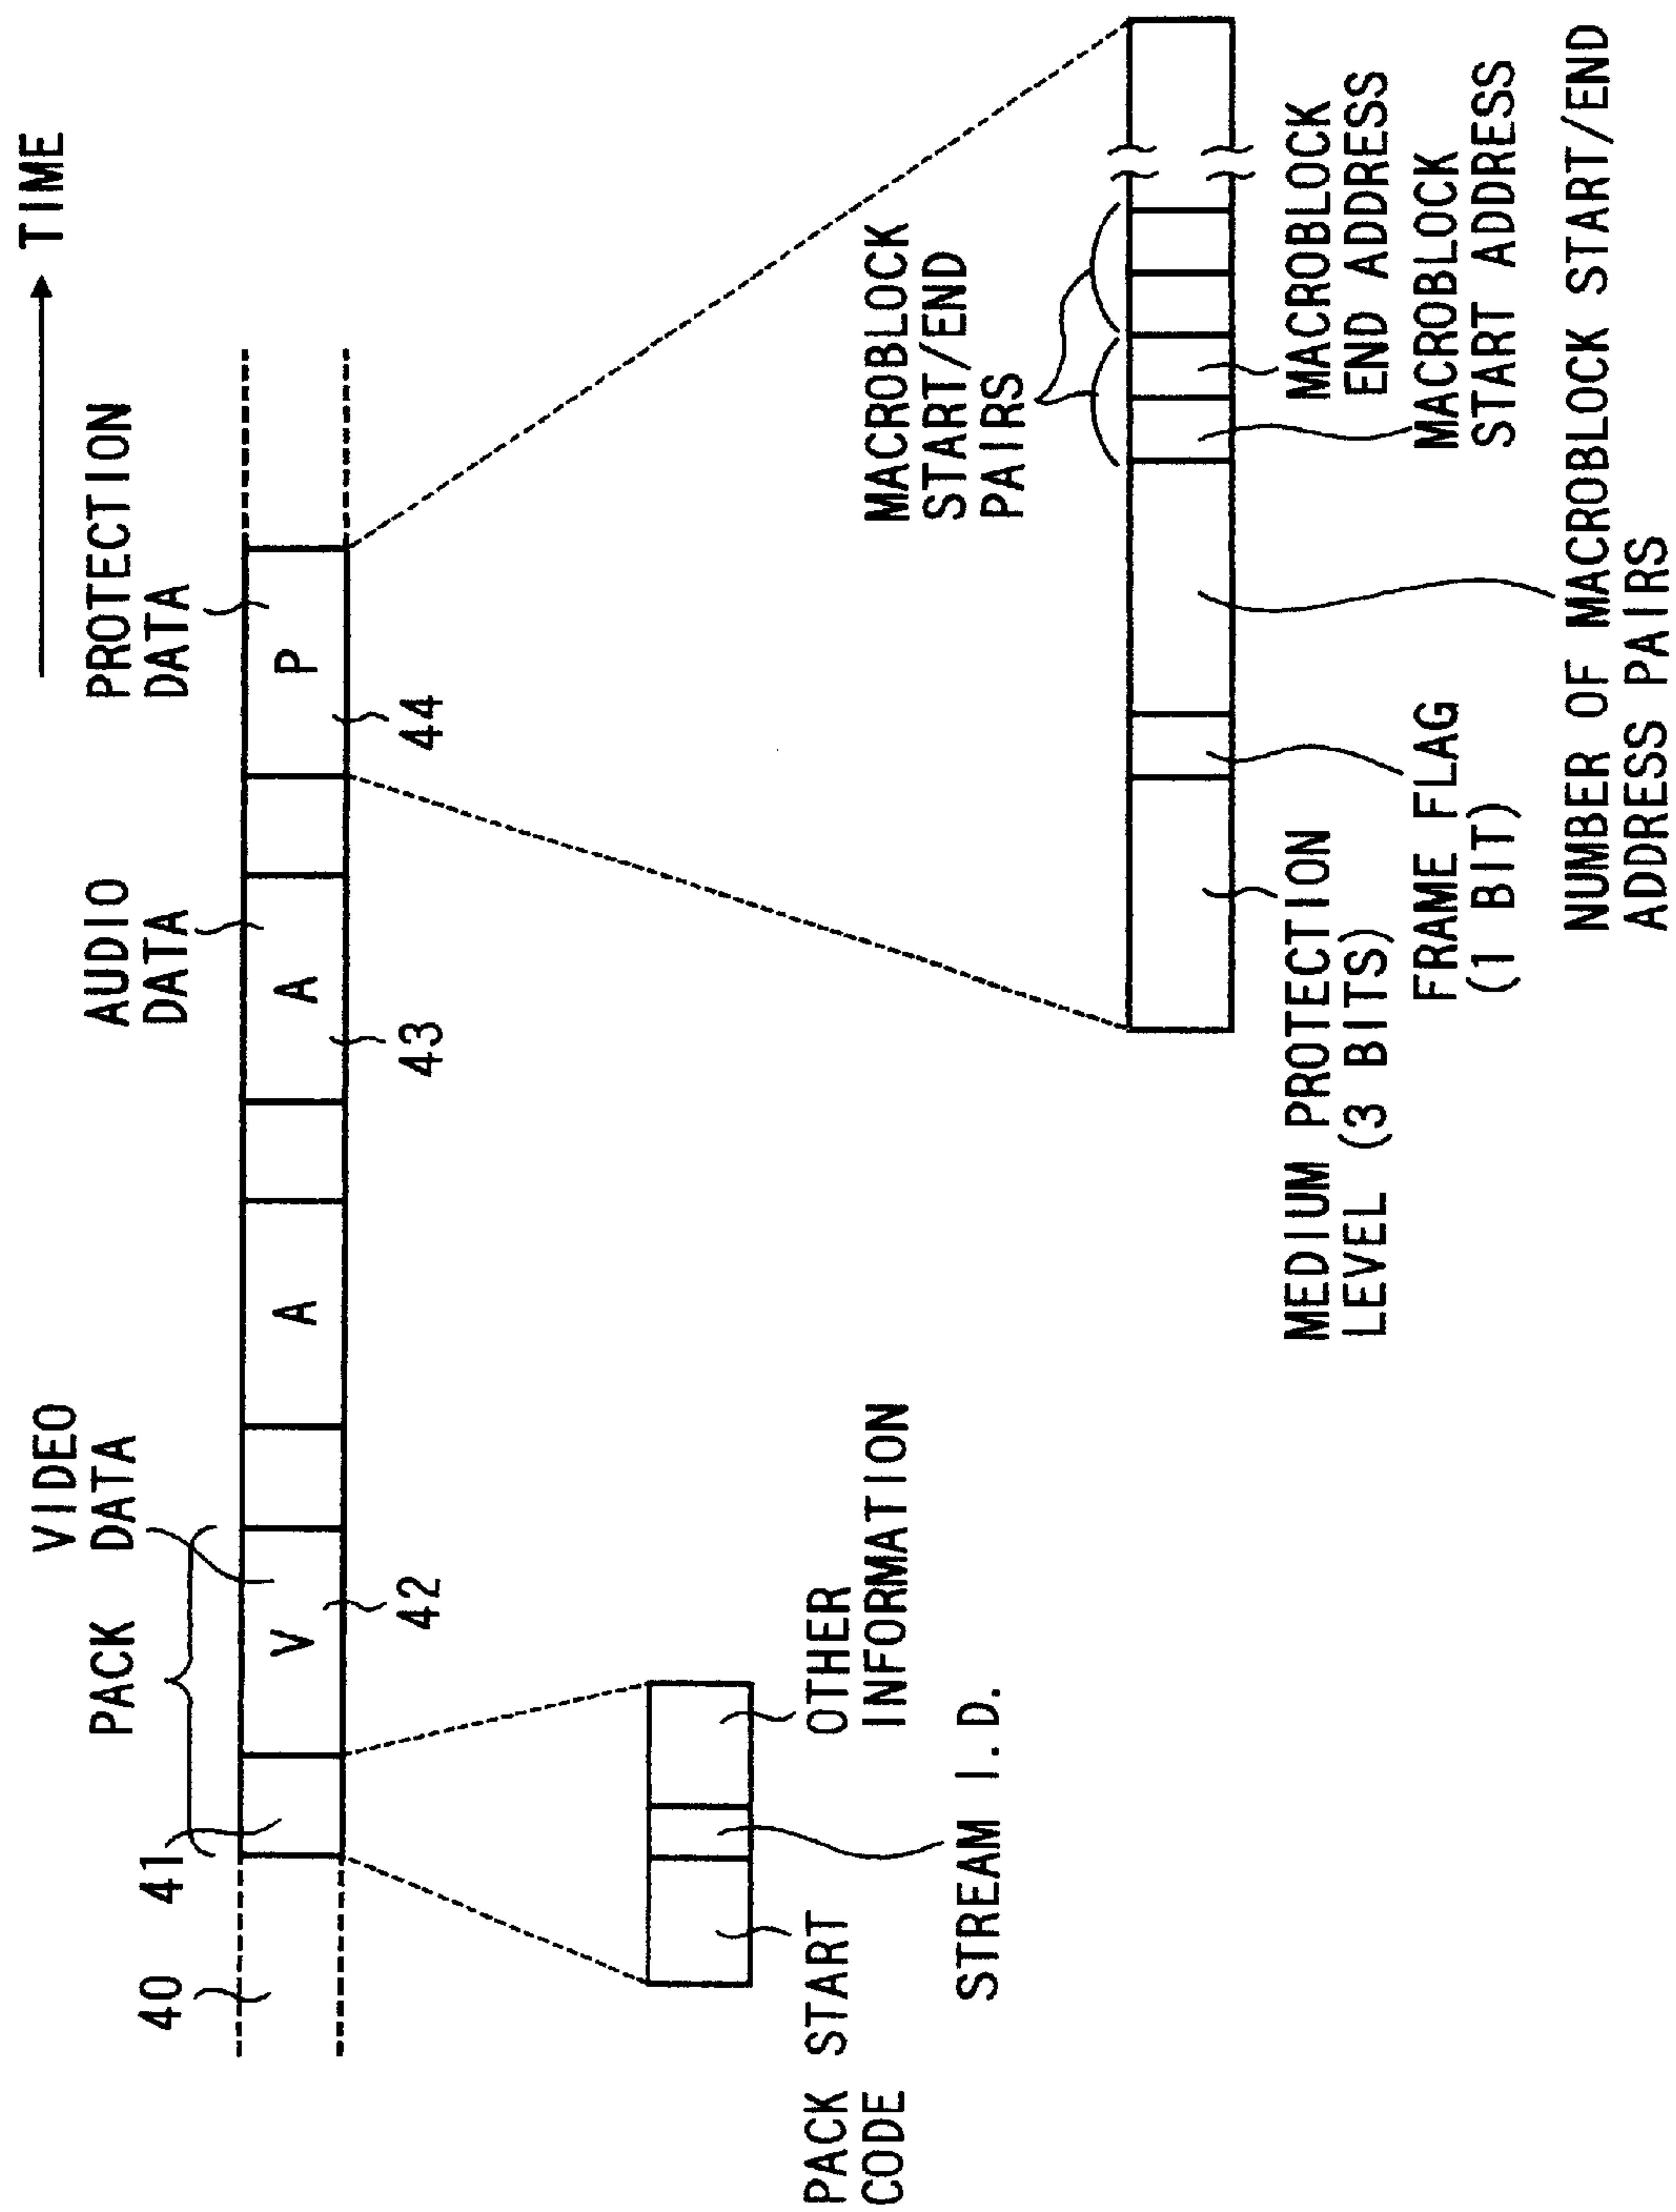 TIME
VIDEO
DATA
PACK
AUDIO
DATA
PROTECTION
DATA
40
41
V
A
A
P
42
43
44
PACK START
CODE
STREAM I.D.
OTHER
INFORMATION
MACROBLOCK
START/END
PAIRS
MEDIUM PROTECTION
LEVEL (3 BITS)
FRAME FLAG
(1 BIT)
MACROBLOCK
END ADDRESS
MACROBLOCK
START ADDRESS
NUMBER OF MACROBLOCK START/END
ADDRESS PAIRS